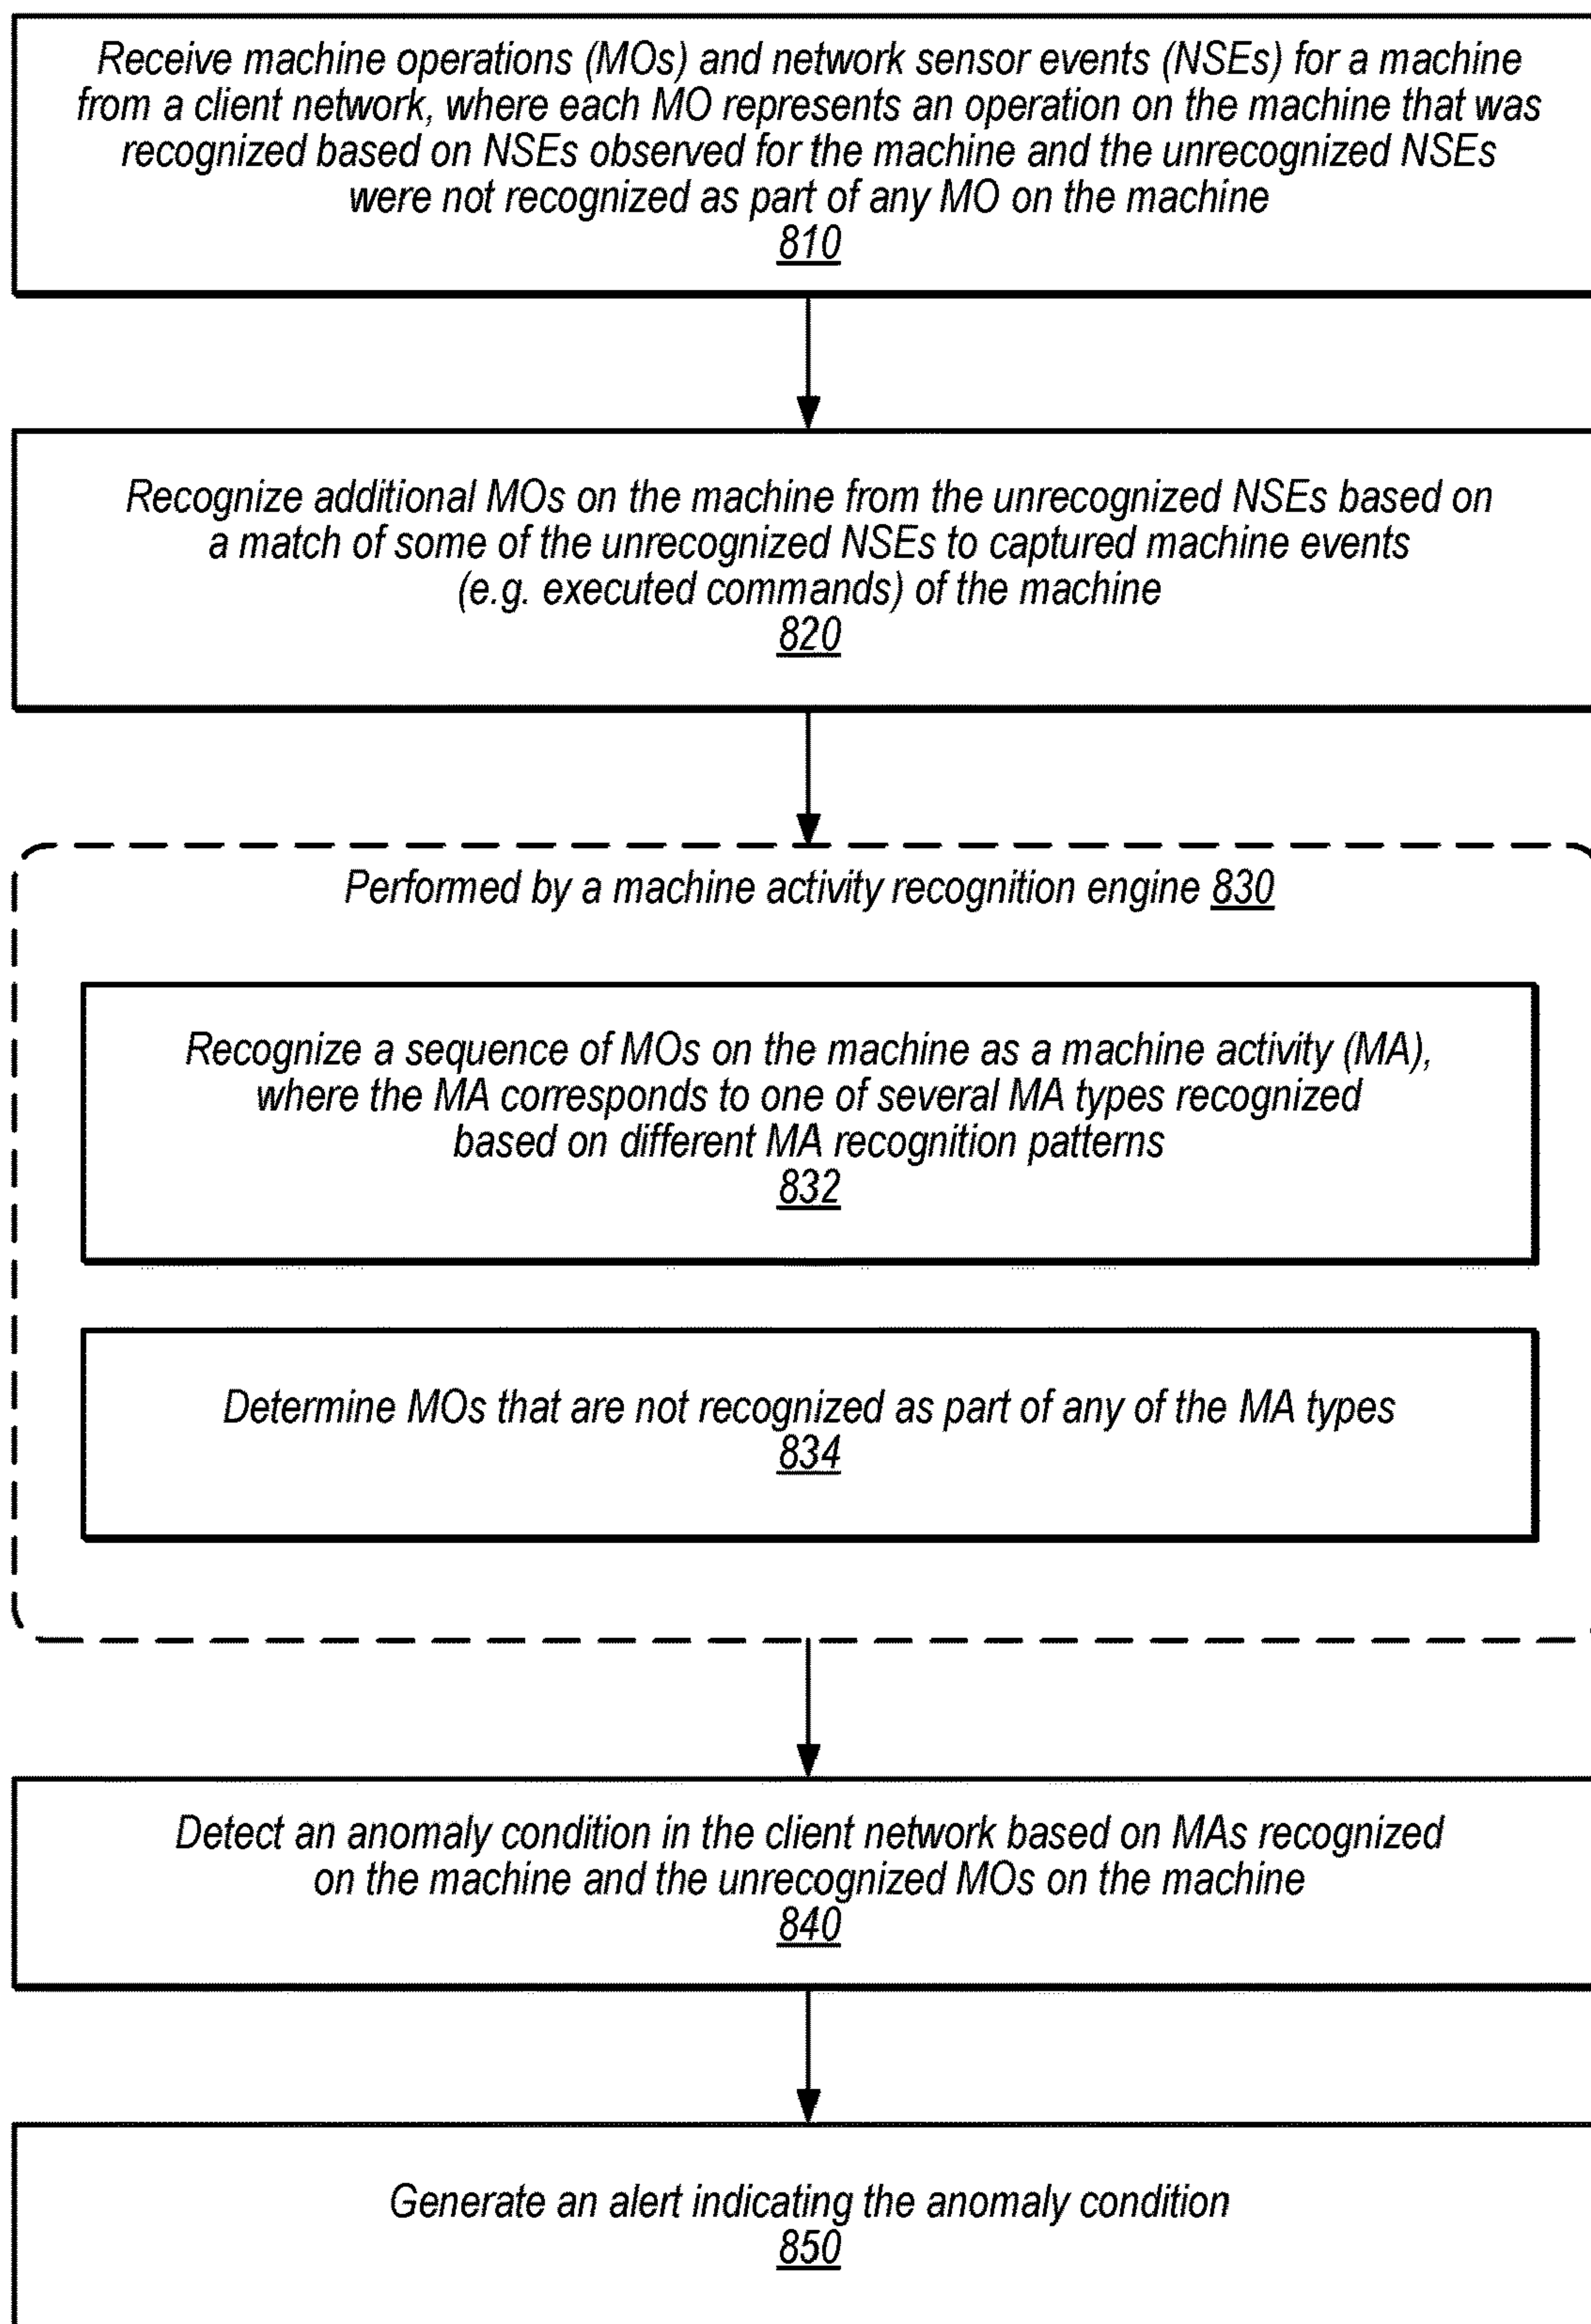 Receive machine operations (MOs) and network sensor events (NSEs) for a machine
from a client network, where each MO represents an operation on the machine that was
recognized based on NSEs observed for the machine and the unrecognized NSEs
were not recognized as part of any MO on the machine
810
Recognize additional MOs on the machine from the unrecognized NSEs based on
a match of some of the unrecognized NSEs to captured machine events
(e.g. executed commands) of the machine
820
Performed by a machine activity recognition engine 830
Recognize a sequence of MOs on the machine as a machine activity (MA),
where the MA corresponds to one of several MA types recognized
based on different MA recognition patterns
832
Determine MOs that are not recognized as part of any of the MA types
834
Detect an anomaly condition in the client network based on MAs recognized
on the machine and the unrecognized MOs on the machine
840
Generate an alert indicating the anomaly condition
850